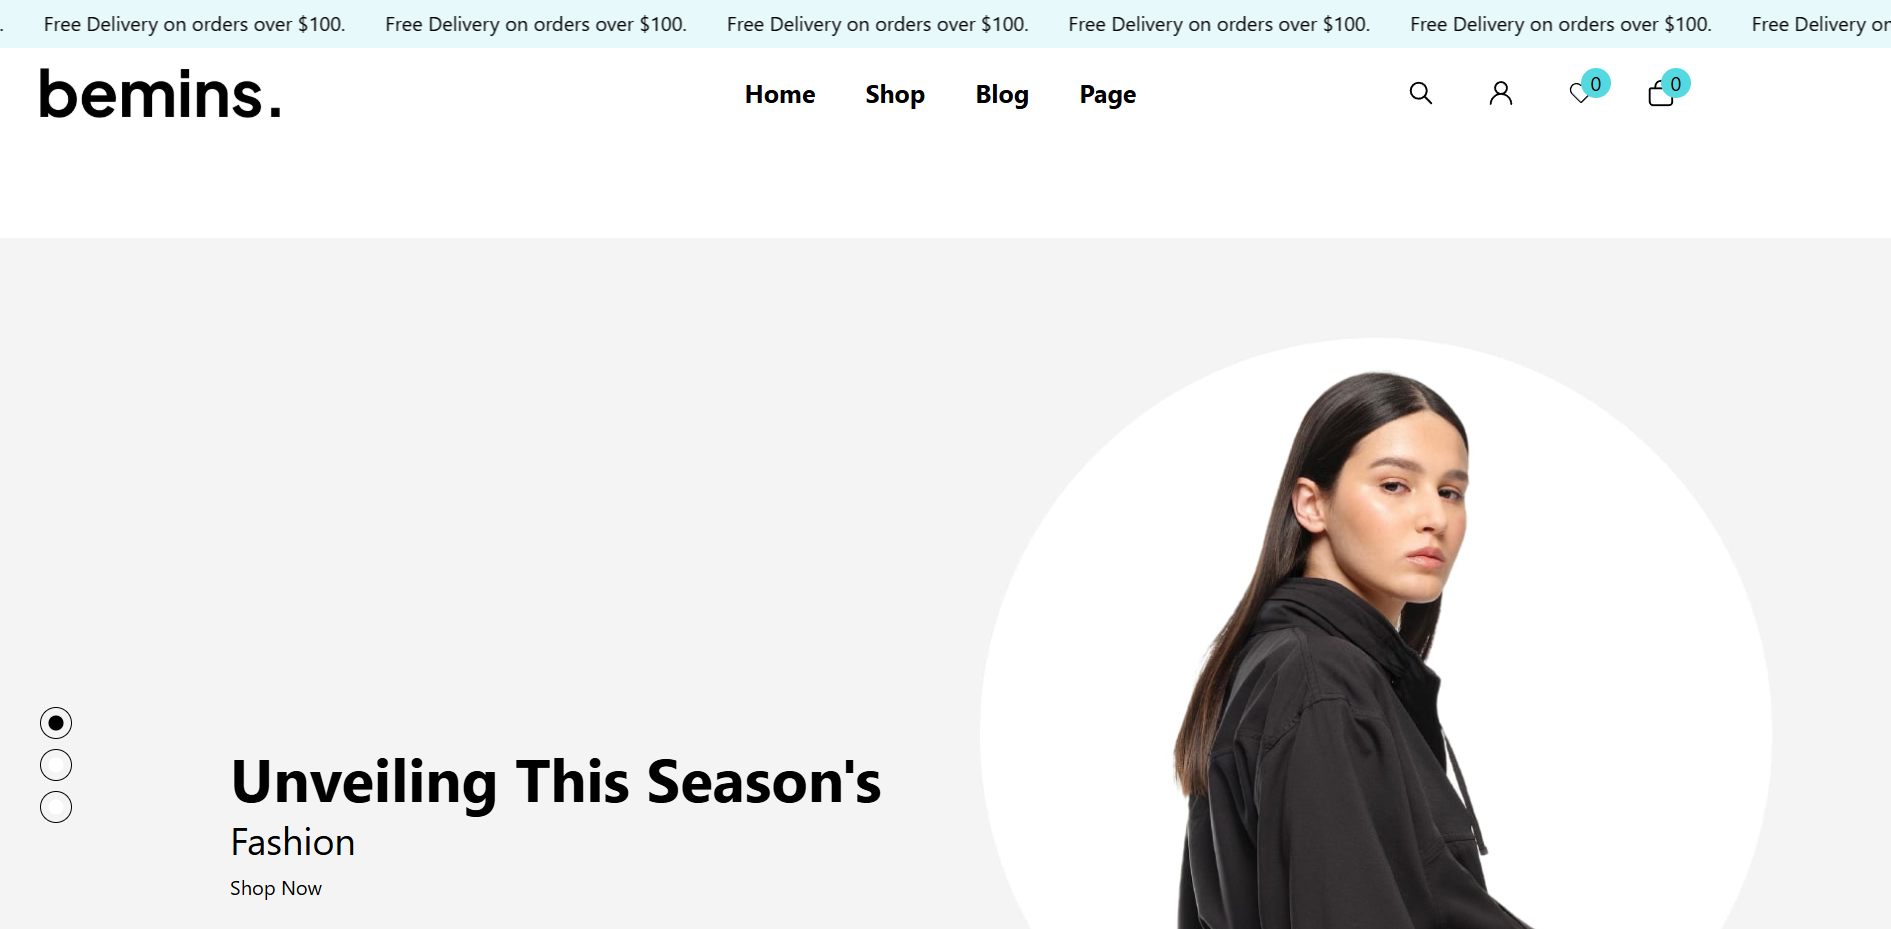 . Free Delivery on orders over $100. Free Delivery on orders over $100. Free Delivery on orders over $100. Free Delivery on orders over $100. Free Delivery on orders over $100. Free Delivery on or
bemins. Home Shop Blog Page 0 0
Unveiling This Season's
Fashion
Shop Now